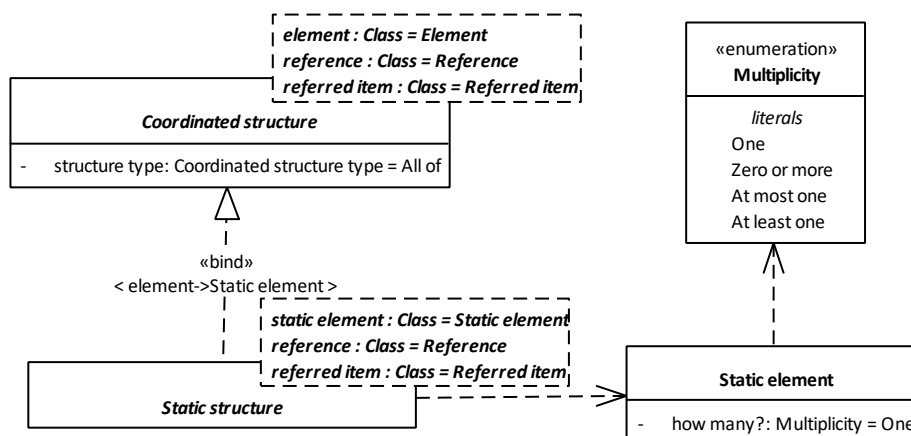 element : Class = Element
reference : Class = Reference
referred item : Class = Referred item
Coordinated structure
- structure type: Coordinated structure type = All of
«enumeration»
Multiplicity
literals
One
Zero or more
At most one
At least one
«bind»
< element->Static element >
static element : Class = Static element
reference : Class = Reference
referred item : Class = Referred item
Static structure
Static element
- how many?: Multiplicity = One